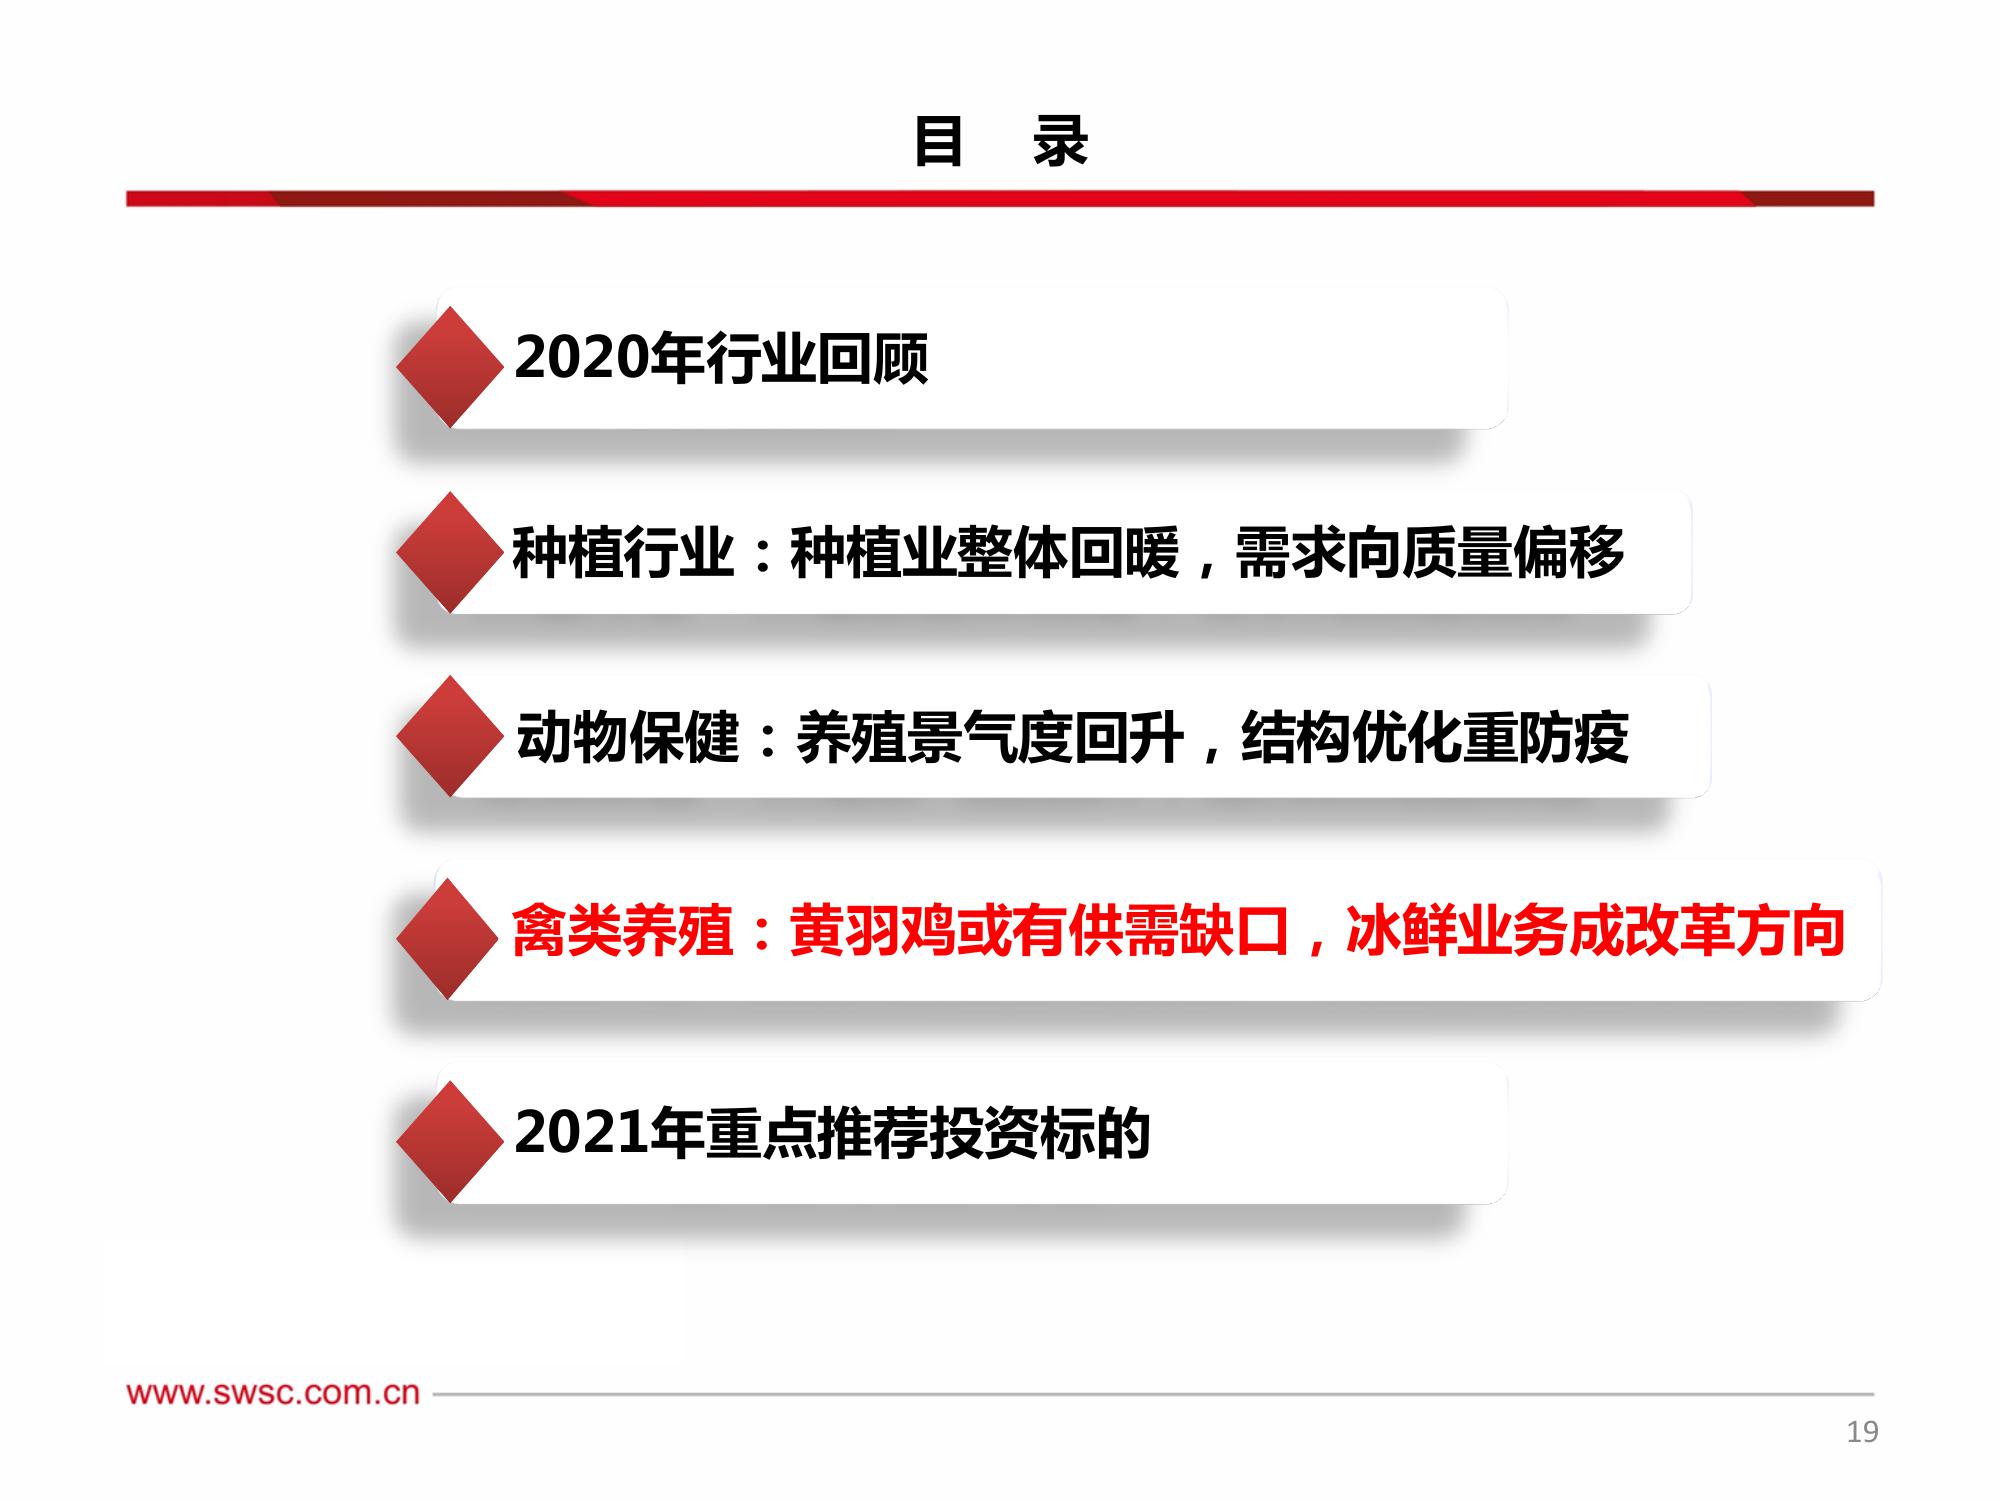 目 录
2020年行业回顾
种植行业：种植业整体回暖，需求向质量偏移
动物保健：养殖景气度回升，结构优化重防疫
禽类养殖：黄羽鸡或有供需缺口，冰鲜业务成改革方向
2021年重点推荐投资标的
www.swsc.com.cn
19